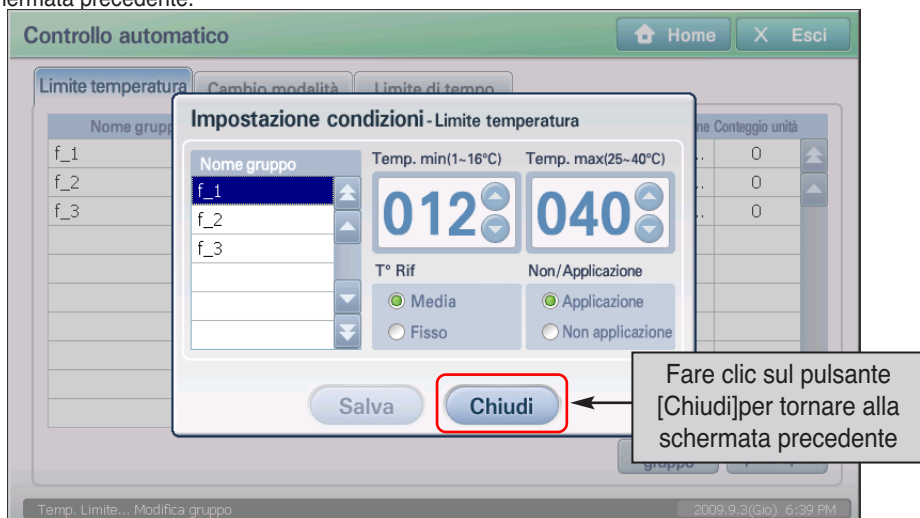 schermata precedente.
Controllo automatico
Home
X Esci
Limite temperatura
Cambio modalità
Limite di tempo
Nome grupp
ne Conteggio unità
f_1
.. 0
f_2
.. 0
f_3
.. 0
Impostazione condizioni - Limite temperatura
Nome gruppo
f_1
f_2
f_3
Temp. min(1~16°C)
Temp. max(25~40°C)
012
040
T° Rif
Non/Applicazione
Media
Fisso
Applicazione
Non applicazione
Salva
Chiudi
Fare clic sul pulsante
[Chiudi]per tornare alla
schermata precedente
gruppo
Temp. Limite... Modifica gruppo
2009.9.3(Gio) 6:39 PM